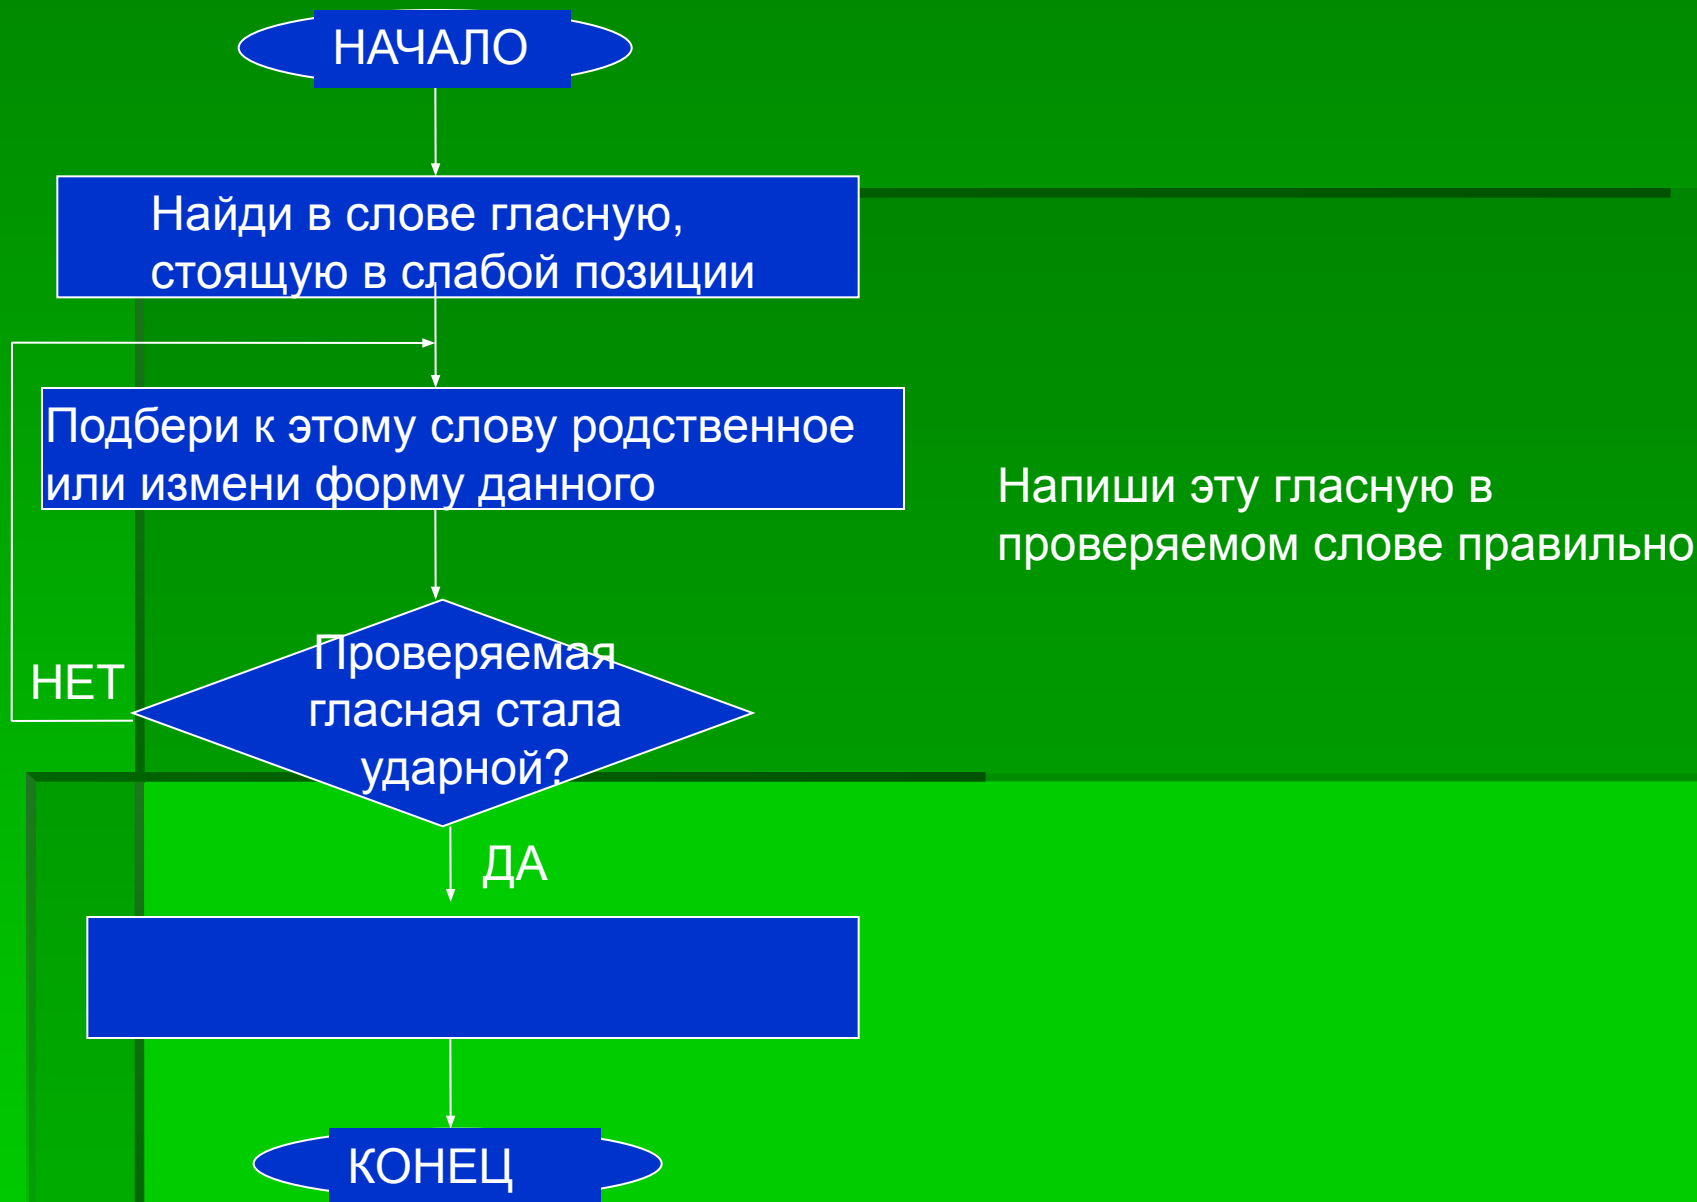 НАЧАЛО
Найди в слове гласную,
стоящую в слабой позиции
Подбери к этому слову родственное
или измени форму данного
Напиши эту гласную в
проверяемом слове правильно
Проверяемая
гласная стала
ударной?
НЕТ
ДА
КОНЕЦ